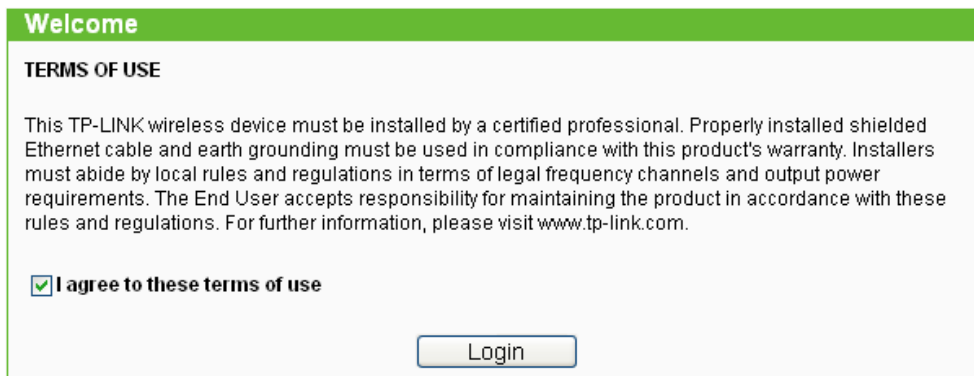 Welcome
TERMS OF USE
This TP-LINK wireless device must be installed by a certified professional. Properly installed shielded
Ethernet cable and earth grounding must be used in compliance with this product's warranty. Installers
must abide by local rules and regulations in terms of legal frequency channels and output power
requirements. The End User accepts responsibility for maintaining the product in accordance with these
rules and regulations. For further information, please visit www.tp-link.com.
I agree to these terms of use
Login